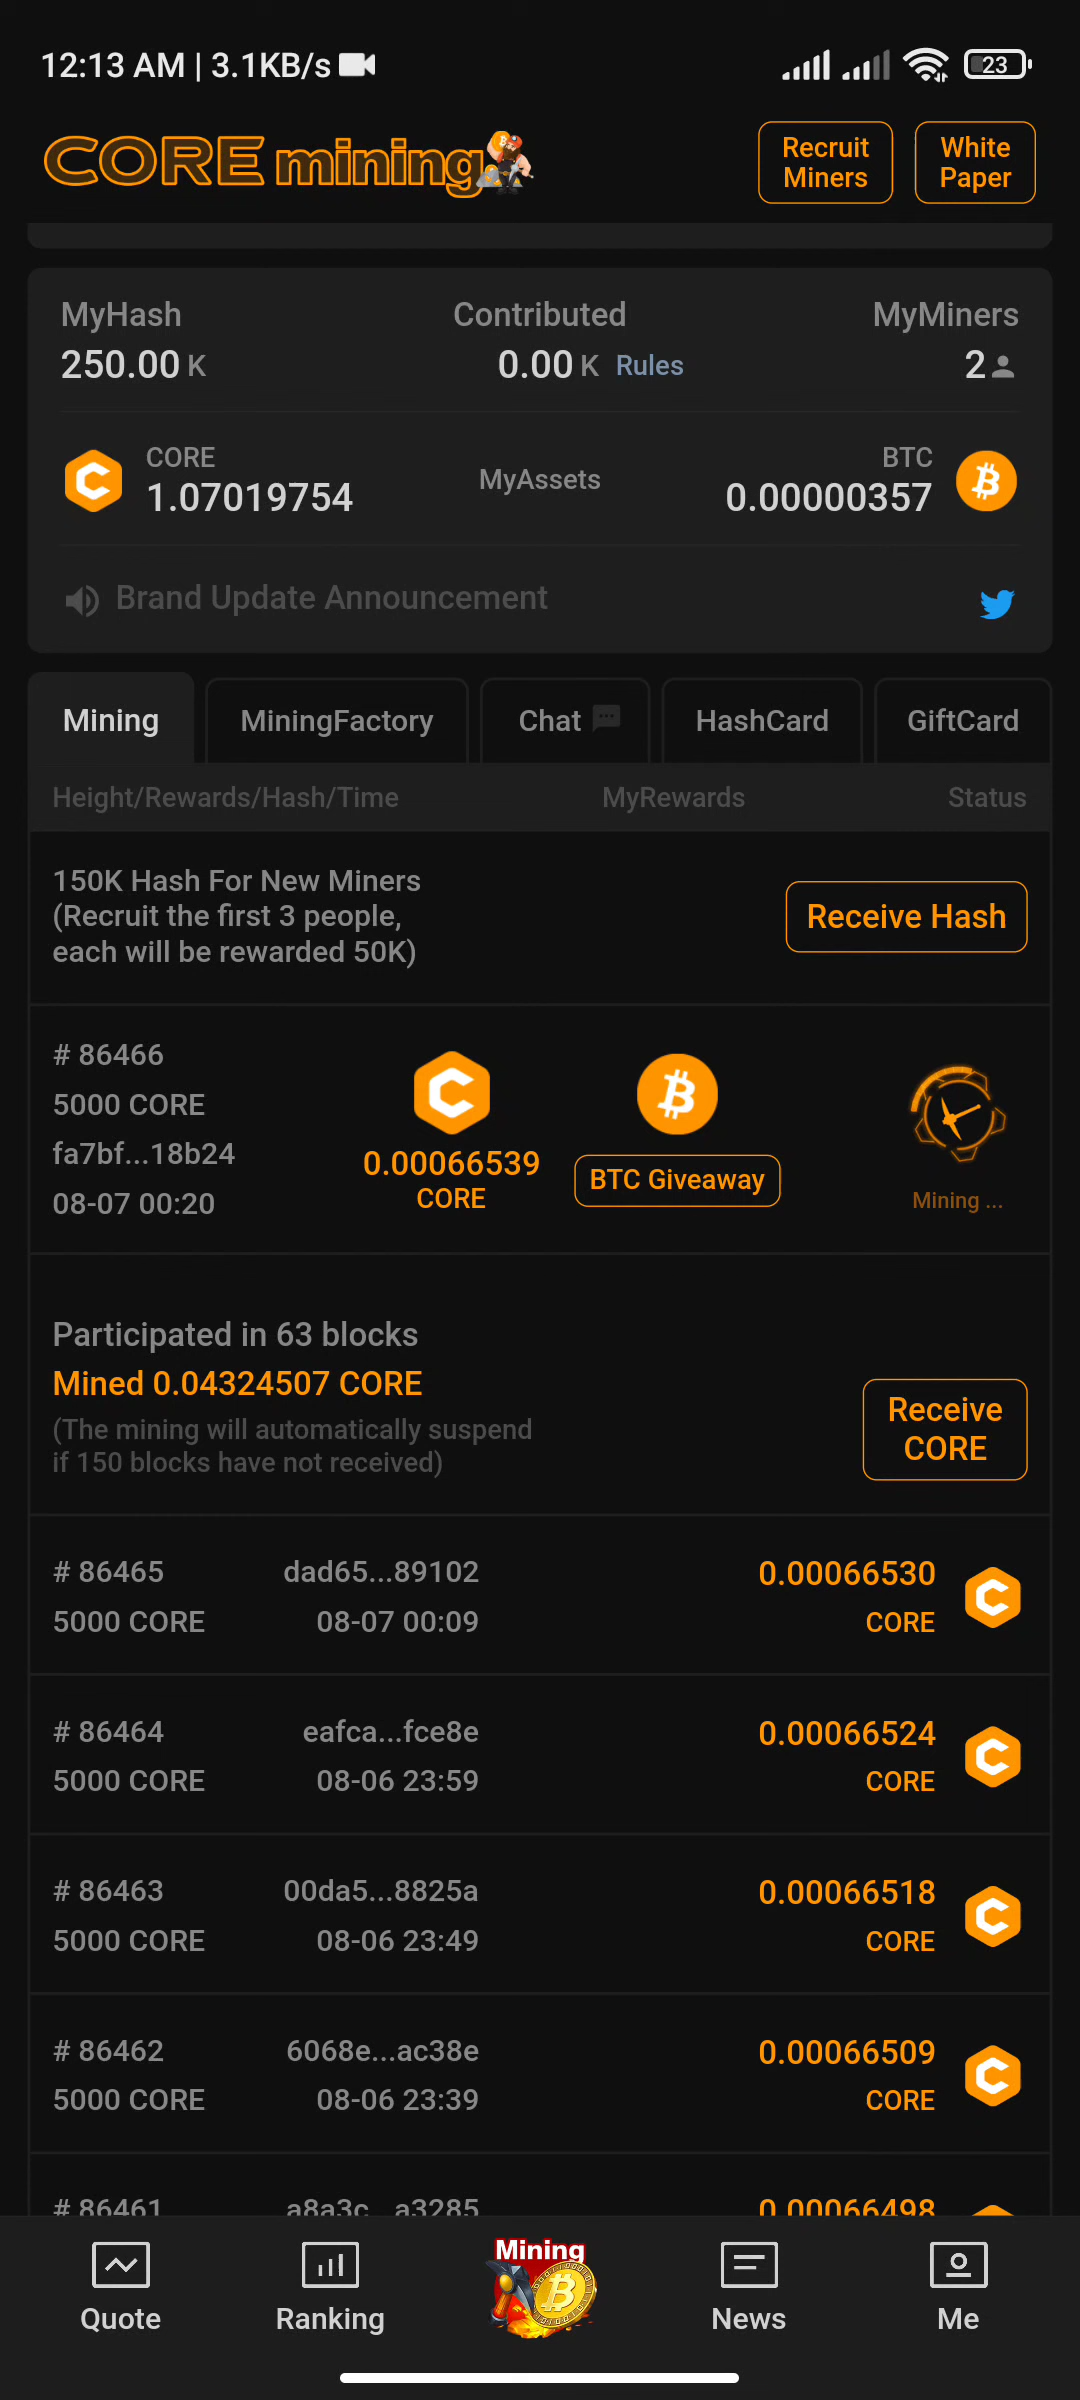 12:13 AM | 3.1KB/s 23
CORE mining
Recruit Miners
White Paper
MyHash Contributed MyMiners
250.00 K 0.00 K Rules 2
CORE BTC
1.07019754 MyAssets 0.00000357
Brand Update Announcement
Mining MiningFactory Chat HashCard GiftCard
Height/Rewards/Hash/Time MyRewards Status
150K Hash For New Miners
(Recruit the first 3 people,
each will be rewarded 50K)
Receive Hash
# 86466
5000 CORE
fa7bf...18b24
08-07 00:20
0.00066539
CORE
BTC Giveaway
Mining ...
Participated in 63 blocks
Mined 0.04324507 CORE
(The mining will automatically suspend
if 150 blocks have not received)
Receive
CORE
# 86465 dad65...89102 0.00066530
5000 CORE 08-07 00:09 CORE
# 86464 eafca...fce8e 0.00066524
5000 CORE 08-06 23:59 CORE
# 86463 00da5...8825a 0.00066518
5000 CORE 08-06 23:49 CORE
# 86462 6068e...ac38e 0.00066509
5000 CORE 08-06 23:39 CORE
# 86461 a8a3c...a3285 0.00066498
Mining
Quote Ranking News Me